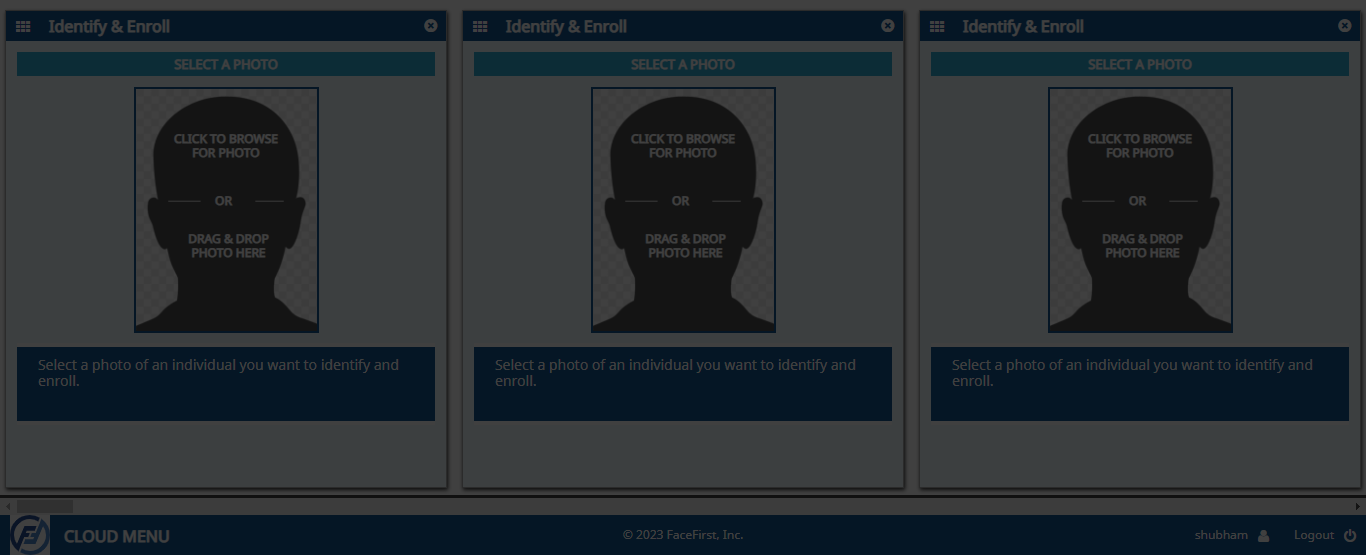 Identify & Enroll
SELECT A PHOTO
CLICK TO BROWSE
FOR PHOTO
OR
DRAG & DROP
PHOTO HERE
Select a photo of an individual you want to identify and
enroll.
Identify & Enroll
SELECT A PHOTO
CLICK TO BROWSE
FOR PHOTO
OR
DRAG & DROP
PHOTO HERE
Select a photo of an individual you want to identify and
enroll.
Identify & Enroll
SELECT A PHOTO
CLICK TO BROWSE
FOR PHOTO
OR
DRAG & DROP
PHOTO HERE
Select a photo of an individual you want to identify and
enroll.
CLOUD MENU © 2023 FaceFirst, Inc. shubham Logout